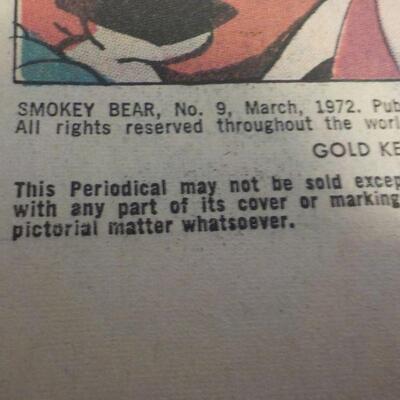 SMOKEY BEAR, No. 9, March, 1972. Pub
All rights reserved throughout the worl
GOLD KE
This Periodical may not be sold excep
with any part of its cover or marking
pictorial matter whatsoever.